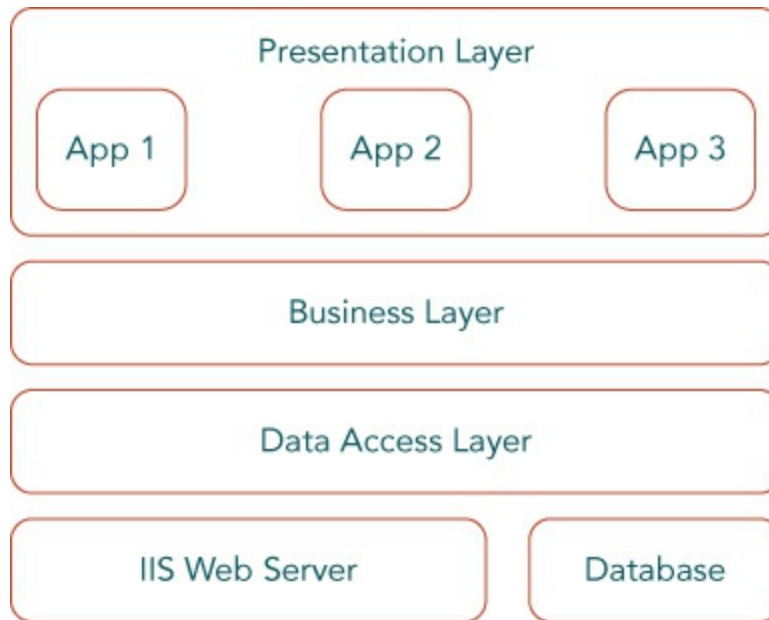 Presentation Layer
App 1
App 2
App 3
Business Layer
Data Access Layer
IIS Web Server
Database